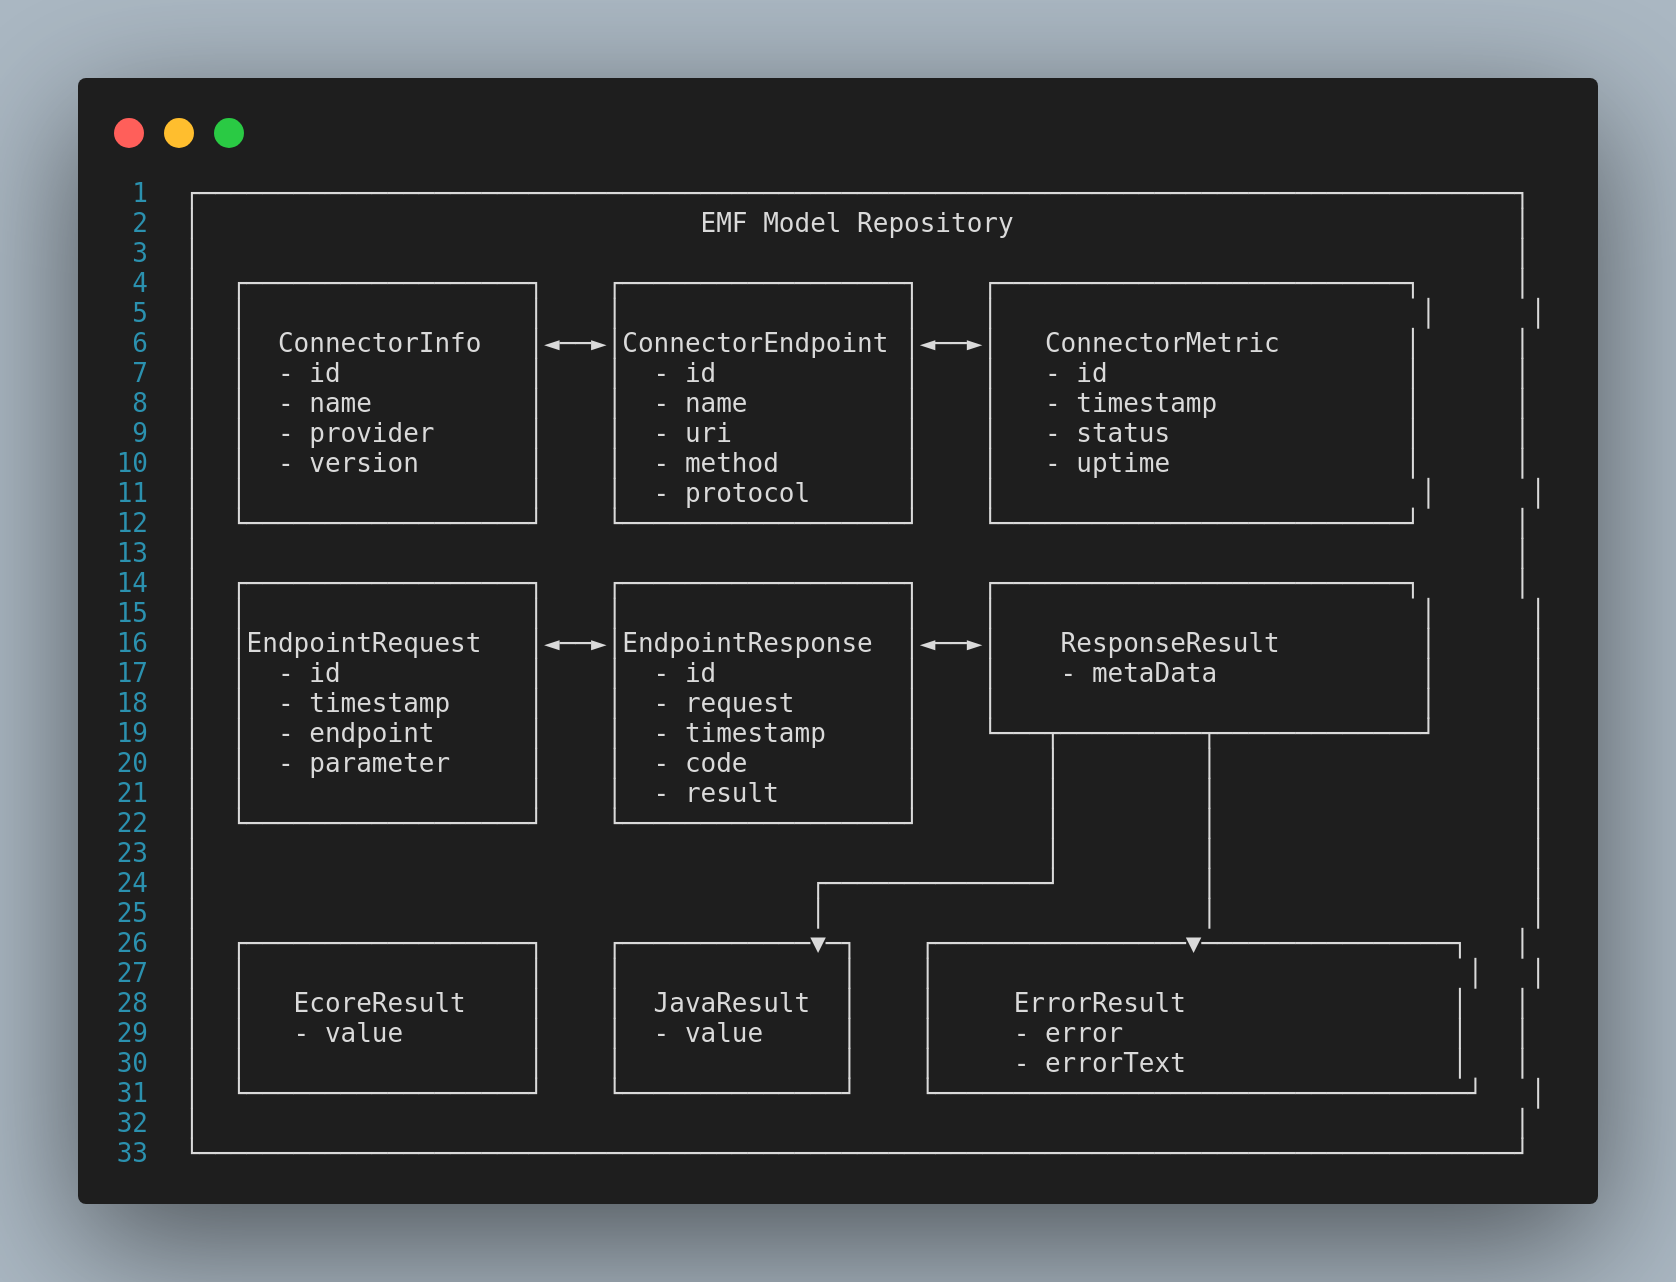 1
2 EMF Model Repository
3
4
5
6 ConnectorInfo ◄──►ConnectorEndpoint ◄──► ConnectorMetric
7 - id - id - id
8 - name - name - timestamp
9 - provider - uri - status
10 - version - method - uptime
11 - protocol
12
13
14
15
16 EndpointRequest ◄──►EndpointResponse ◄──► ResponseResult
17 - id - id - metaData
18 - timestamp - request
19 - endpoint - timestamp
20 - parameter - code
21 - result
22
23
24
25
26 ▼ ▼
27
28 EcoreResult JavaResult ErrorResult
29 - value - value - error
30 - errorText
31
32
33